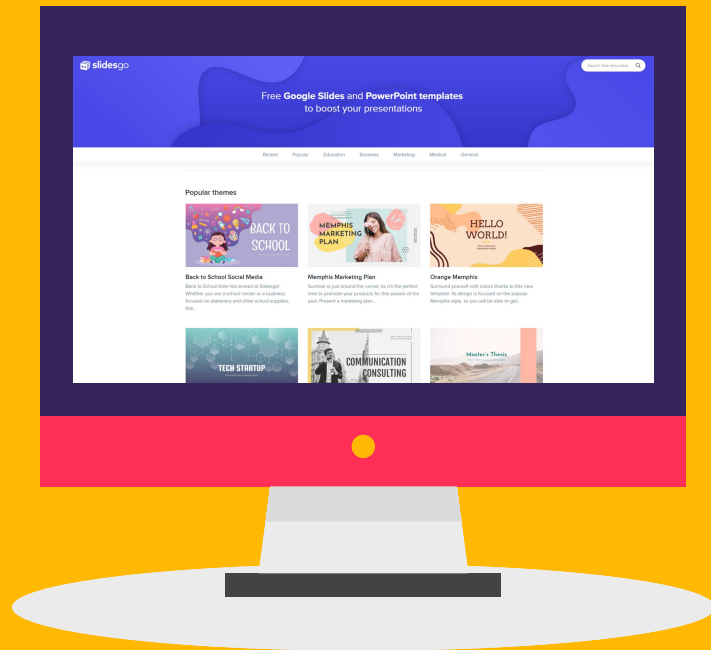 slidesgo
Search free templates
Free Google Slides and PowerPoint templates
to boost your presentations
Recent Popular Education Business Marketing Medical General
Popular themes
BACK TO
SCHOOL
MEMPHIS
MARKETING
PLAN
HELLO
WORLD!
Back to School Social Media
Back to School time has arrived at Slidesgo!
Whether you are a school center or a business
focused on stationery and other school supplies,
this...
Memphis Marketing Plan
Summer is just around the corner, so it's the perfect
time to promote your products for this season of the
year. Present a marketing plan...
Orange Memphis
Surround yourself with colors thanks to this new
template. Its design is focused on the popular
Memphis style, so you will be able to get...
TECH STARTUP
COMMUNICATION
CONSULTING
Master's Thesis